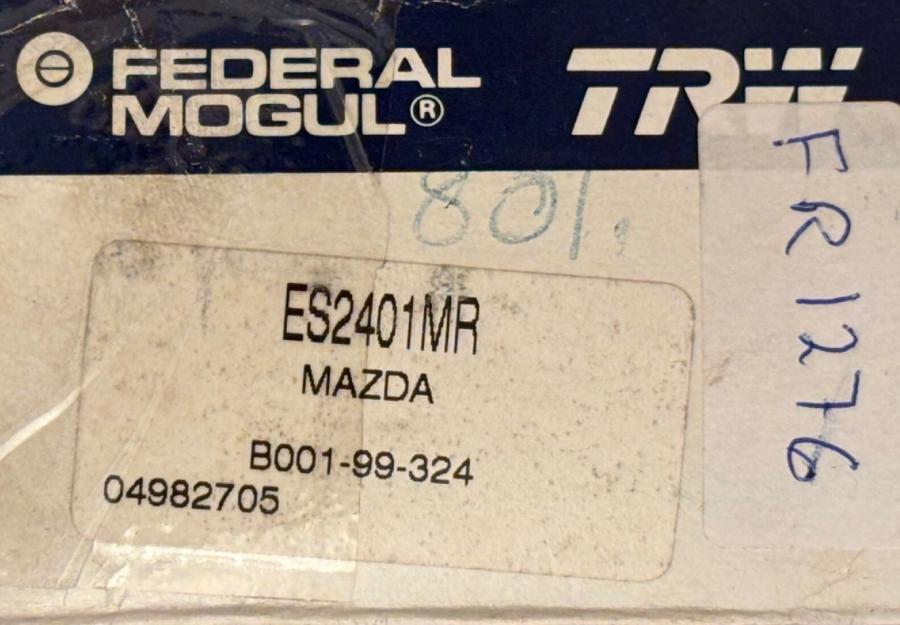 FEDERAL
MOGUL®
TRW
80%.
ES2401MR
MAZDA
B001-99-324
04982705
FR1276